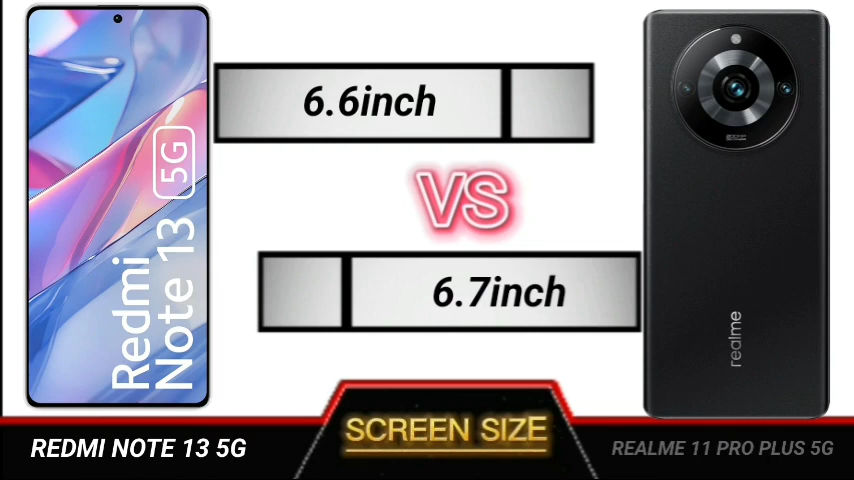 Redmi
Note 13 5G
6.6inch
VS
6.7inch
realme
SCREEN SIZE
REDMI NOTE 13 5G
REALME 11 PRO PLUS 5G